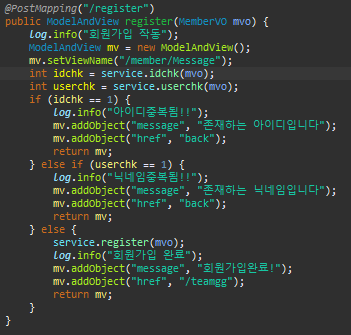 @PostMapping("/register")
public ModelAndView register(MemberVO mvo) {
log.info("회원가입 작동");
ModelAndView mv = new ModelAndView();
mv.setViewName("/member/Message");
int idchk = service.idchk(mvo);
int userchk = service.userchk(mvo);
if (idchk == 1) {
log.info("아이디중복됨!!");
mv.addObject("message", "존재하는 아이디입니다");
mv.addObject("href", "back");
return mv;
} else if (userchk == 1) {
log.info("닉네임중복됨!!");
mv.addObject("message", "존재하는 닉네임입니다");
mv.addObject("href", "back");
return mv;
} else {
service.register(mvo);
log.info("회원가입 완료");
mv.addObject("message", "회원가입완료!");
mv.addObject("href", "/teamgg");
return mv;
}
}